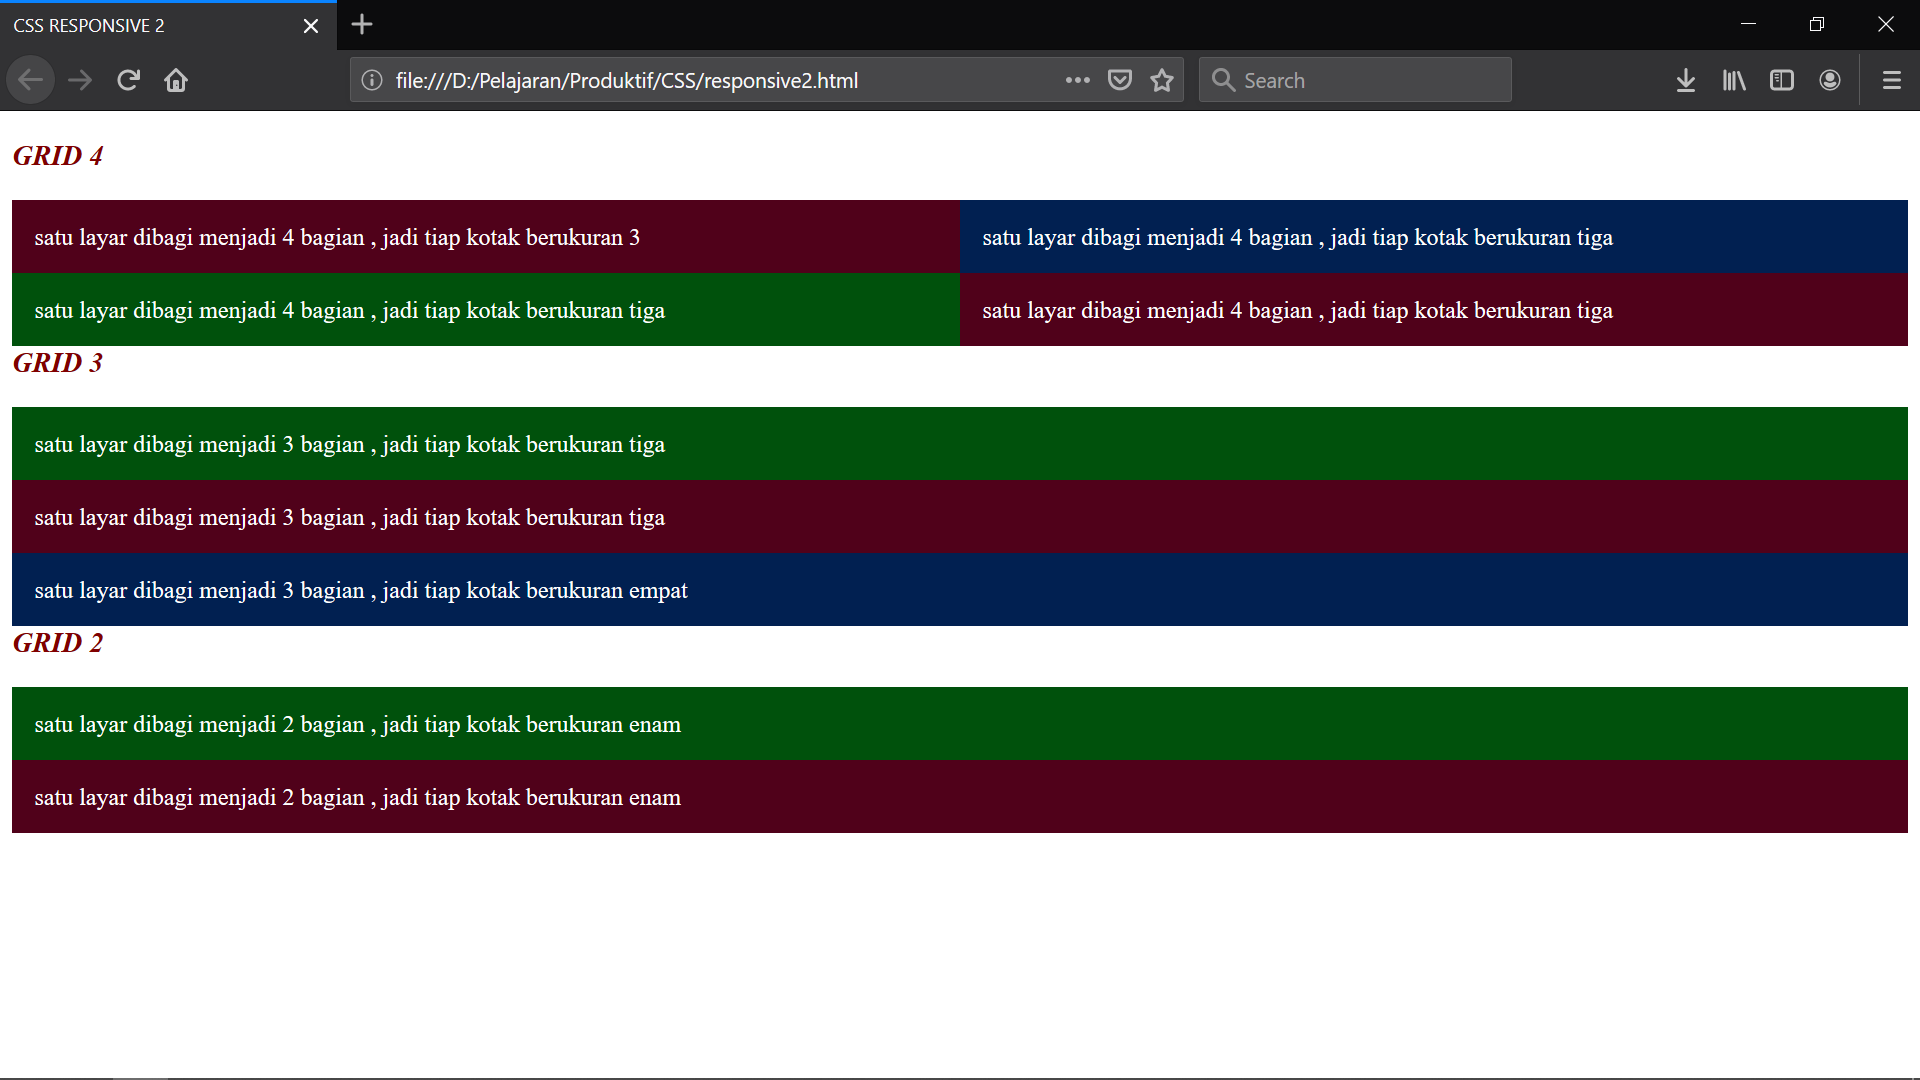 CSS RESPONSIVE 2
file:///D:/Pelajaran/Produktif/CSS/responsive2.html
Search
GRID 4
satu layar dibagi menjadi 4 bagian , jadi tiap kotak berukuran 3
satu layar dibagi menjadi 4 bagian , jadi tiap kotak berukuran tiga
satu layar dibagi menjadi 4 bagian , jadi tiap kotak berukuran tiga
satu layar dibagi menjadi 4 bagian , jadi tiap kotak berukuran tiga
GRID 3
satu layar dibagi menjadi 3 bagian , jadi tiap kotak berukuran tiga
satu layar dibagi menjadi 3 bagian , jadi tiap kotak berukuran tiga
satu layar dibagi menjadi 3 bagian , jadi tiap kotak berukuran empat
GRID 2
satu layar dibagi menjadi 2 bagian , jadi tiap kotak berukuran enam
satu layar dibagi menjadi 2 bagian , jadi tiap kotak berukuran enam